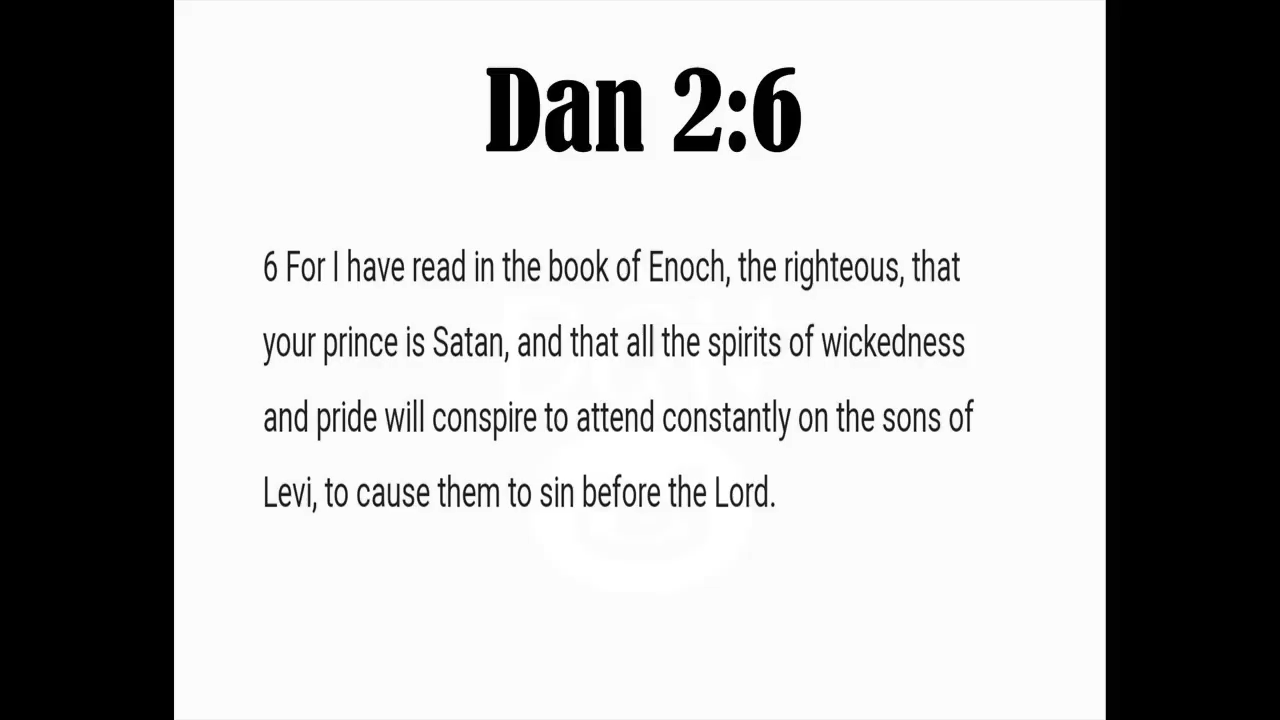 Dan 2:6
6 For I have read in the book of Enoch, the righteous, that
your prince is Satan, and that all the spirits of wickedness
and pride will conspire to attend constantly on the sons of
Levi, to cause them to sin before the Lord.